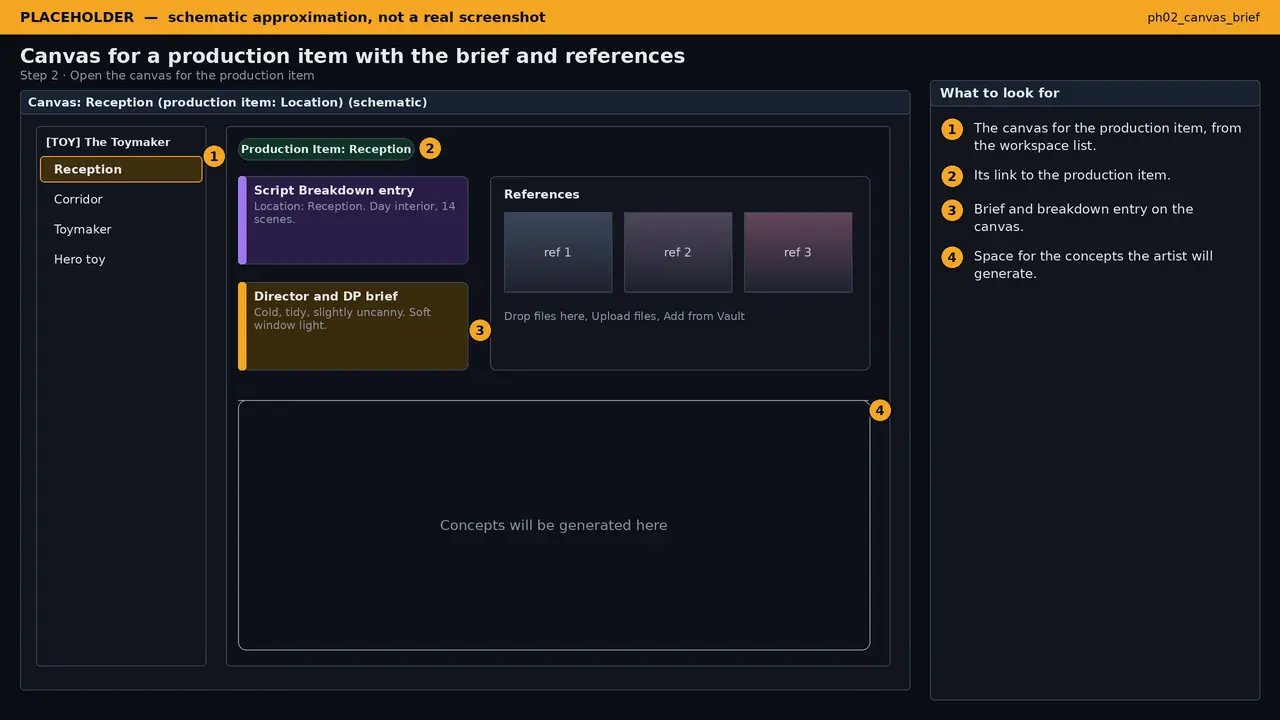 PLACEHOLDER — schematic approximation, not a real screenshot
ph02_canvas_brief
Canvas for a production item with the brief and references
Step 2 · Open the canvas for the production item
Canvas: Reception (production item: Location) (schematic)
[TOY] The Toymaker
Reception
Corridor
Toymaker
Hero toy
1
Production Item: Reception
2
Script Breakdown entry
Location: Reception. Day interior, 14
scenes.
Director and DP brief
Cold, tidy, slightly uncanny. Soft
window light.
3
References
ref 1
ref 2
ref 3
Drop files here, Upload files, Add from Vault
4
Concepts will be generated here
What to look for
1
The canvas for the production item, from
the workspace list.
2
Its link to the production item.
3
Brief and breakdown entry on the
canvas.
4
Space for the concepts the artist will
generate.